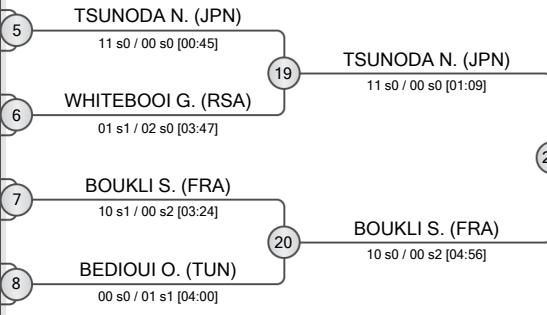 TSUNODA N. (JPN)
5
11 s0 / 00 s0 [00:45]
19
TSUNODA N. (JPN)
11 s0 / 00 s0 [01:09]
WHITEBOOI G. (RSA)
6
01 s1 / 02 s0 [03:47]
BOUKLI S. (FRA)
7
10 s1 / 00 s2 [03:24]
20
BOUKLI S. (FRA)
10 s0 / 00 s2 [04:56]
BEDIOUI O. (TUN)
8
00 s0 / 01 s1 [04:00]